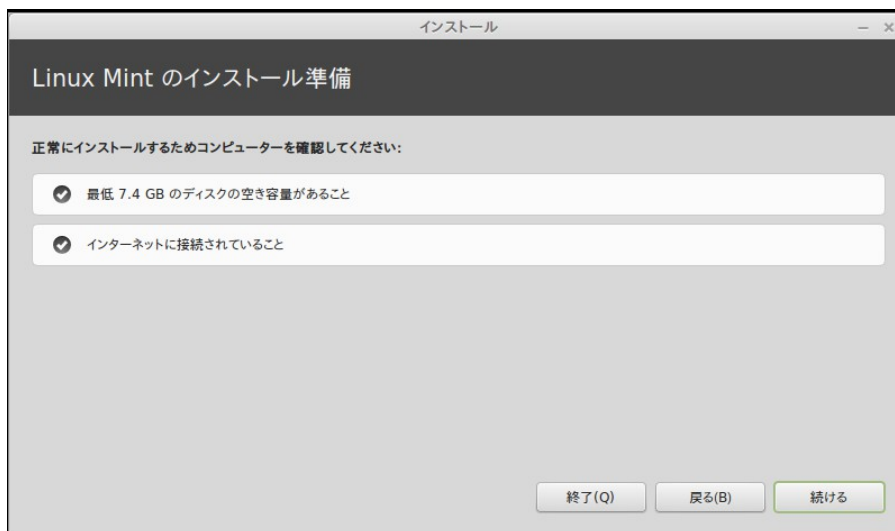 インストール
Linux Mint のインストール準備
正常にインストールするためコンピューターを確認してください:
最低 7.4 GB のディスクの空き容量があること
インターネットに接続されていること
終了(Q)
戻る(B)
続ける